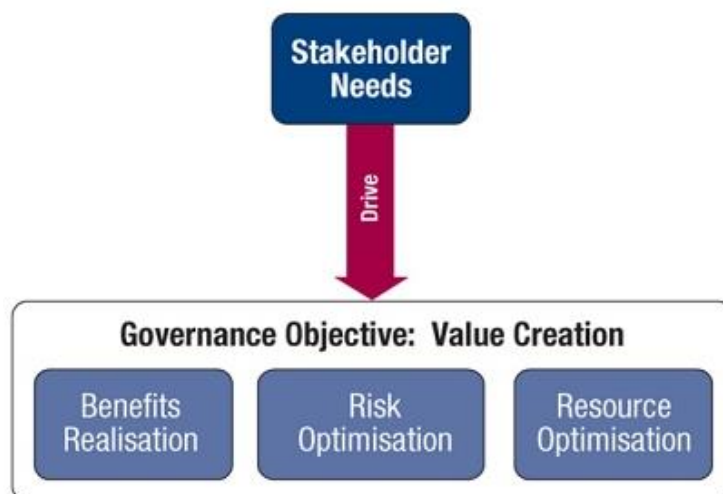 Stakeholder
Needs
Drive
Governance Objective: Value Creation
Benefits
Realisation
Risk
Optimisation
Resource
Optimisation